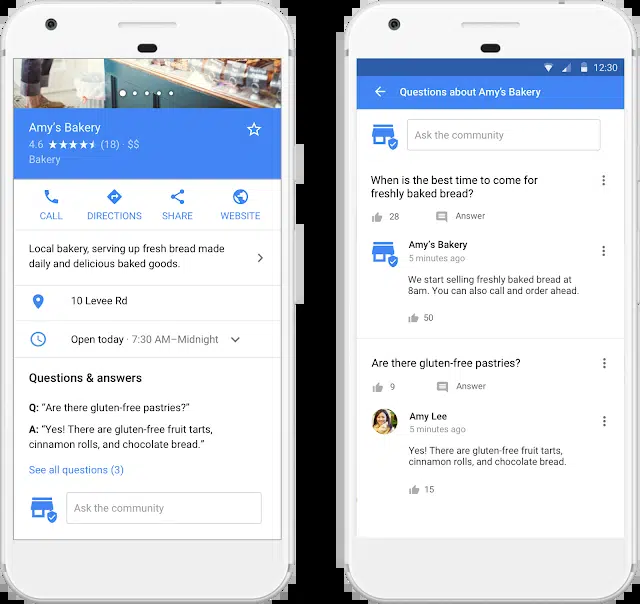 Amy's Bakery
4.6 ★★★★★ (18) · $$
Bakery
CALL DIRECTIONS SHARE WEBSITE
Local bakery, serving up fresh bread made
daily and delicious baked goods.
10 Levee Rd
Open today · 7:30 AM–Midnight
Questions & answers
Q: “Are there gluten-free pastries?”
A: “Yes! There are gluten-free fruit tarts,
cinnamon rolls, and chocolate bread.”
See all questions (3)
Ask the community
12:30
Questions about Amy's Bakery
Ask the community
When is the best time to come for
freshly baked bread?
28 Answer
Amy's Bakery
5 minutes ago
We start selling freshly baked bread at
8am. You can also call and order ahead.
50
Are there gluten-free pastries?
9 Answer
Amy Lee
5 minutes ago
Yes! There are gluten-free fruit tarts,
cinnamon rolls, and chocolate bread.
15